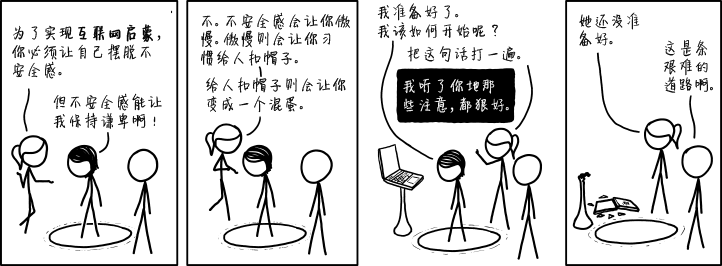 为了实现互联网启蒙，
你必须让自己摆脱不
安全感。
但不安全感能让
我保持谦卑啊！
不。不安全感会让你傲
慢。傲慢则会让你习
惯给人扣帽子。
给人扣帽子则会让你
变成一个混蛋。
我准备好了。
我该如何开始呢？
把这句话打一遍。
我听了你地那
些注意，都狠好。
她还没准
备好。
这是条
艰难的
道路啊。